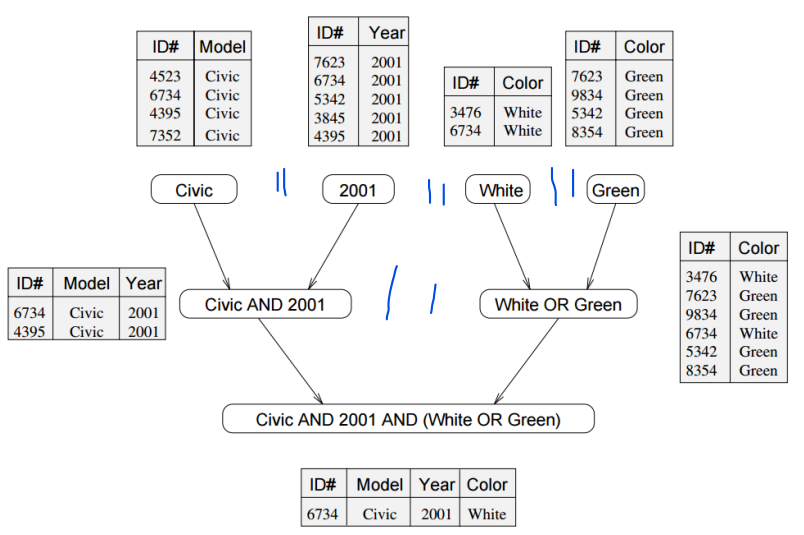 ID# Model
4523 Civic
6734 Civic
4395 Civic
7352 Civic
ID# Year
7623 2001
6734 2001
5342 2001
3845 2001
4395 2001
ID# Color
3476 White
6734 White
ID# Color
7623 Green
9834 Green
5342 Green
8354 Green
Civic
2001
White
Green
ID# Model Year
6734 Civic 2001
4395 Civic 2001
Civic AND 2001
White OR Green
ID# Color
3476 White
7623 Green
9834 Green
6734 White
5342 Green
8354 Green
Civic AND 2001 AND (White OR Green)
ID# Model Year Color
6734 Civic 2001 White